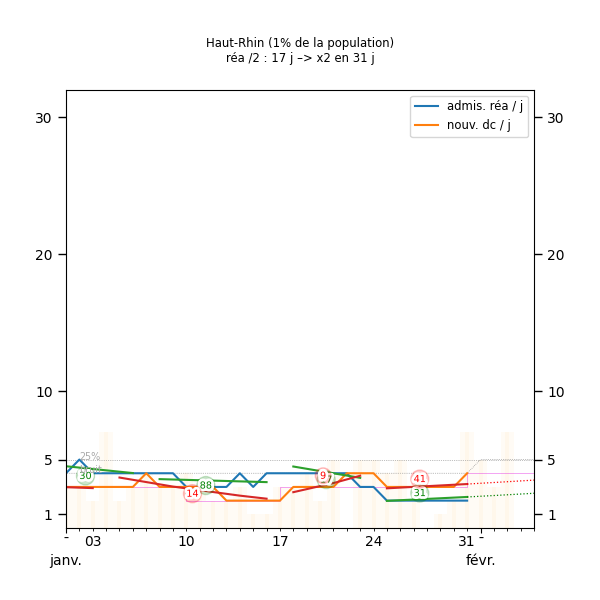 Haut-Rhin (1% de la population)
réa /2 : 17 j –> x2 en 31 j
admis. réa / j
nouv. dc / j
30 30
20 20
10 10
25%
5 5
30
9
41
88
14
31
1 1
03 10 17 24 31
janv. févr.